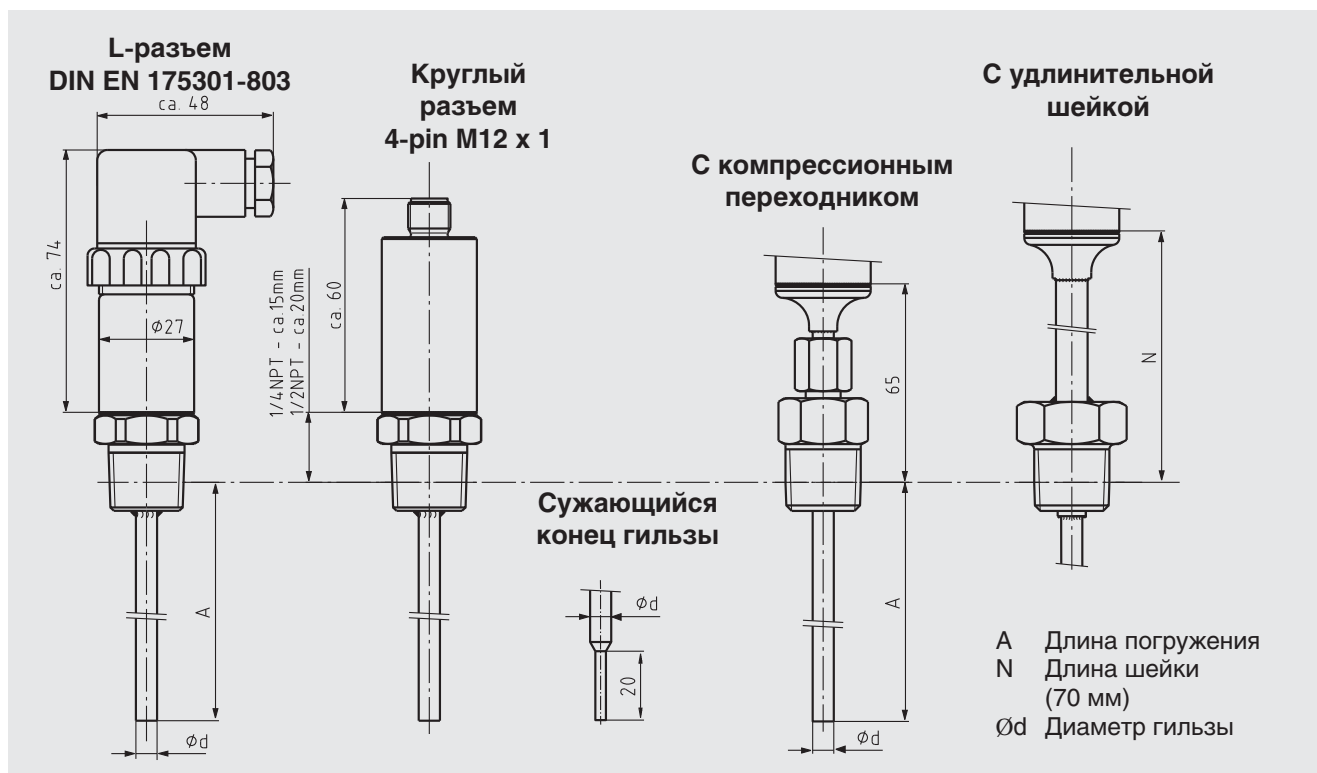 L-разъем
DIN EN 175301-803
ca. 48
ca. 74
Ø27
A
Ød
Круглый
разъем
4-pin M12 x 1
1/4NPT - ca.15mm
1/2NPT - ca.20mm
ca. 60
Сужающийся
конец гильзы
Ød
20
С компрессионным
переходником
65
A
Ød
С удлинительной
шейкой
N
A Длина погружения
N Длина шейки
(70 мм)
Ød Диаметр гильзы